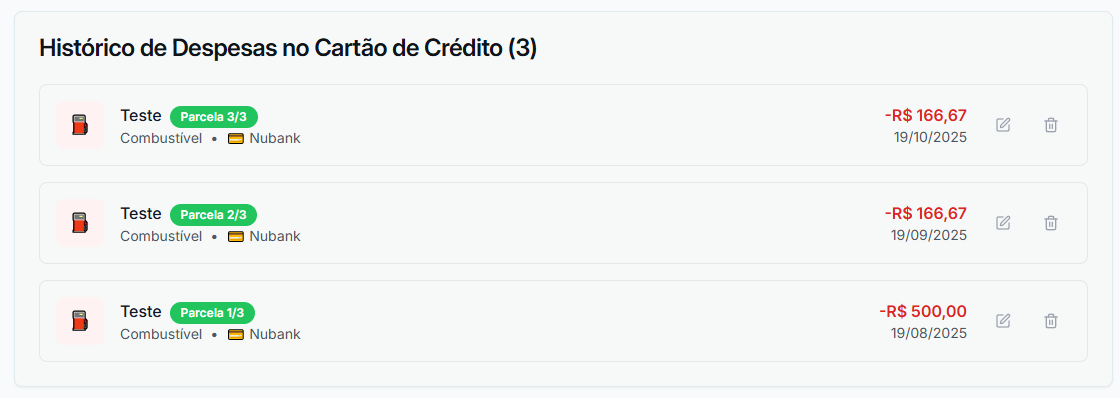 Histórico de Despesas no Cartão de Crédito (3)
Teste Parcela 3/3
Combustível • Nubank
-R$ 166,67
19/10/2025
Teste Parcela 2/3
Combustível • Nubank
-R$ 166,67
19/09/2025
Teste Parcela 1/3
Combustível • Nubank
-R$ 500,00
19/08/2025